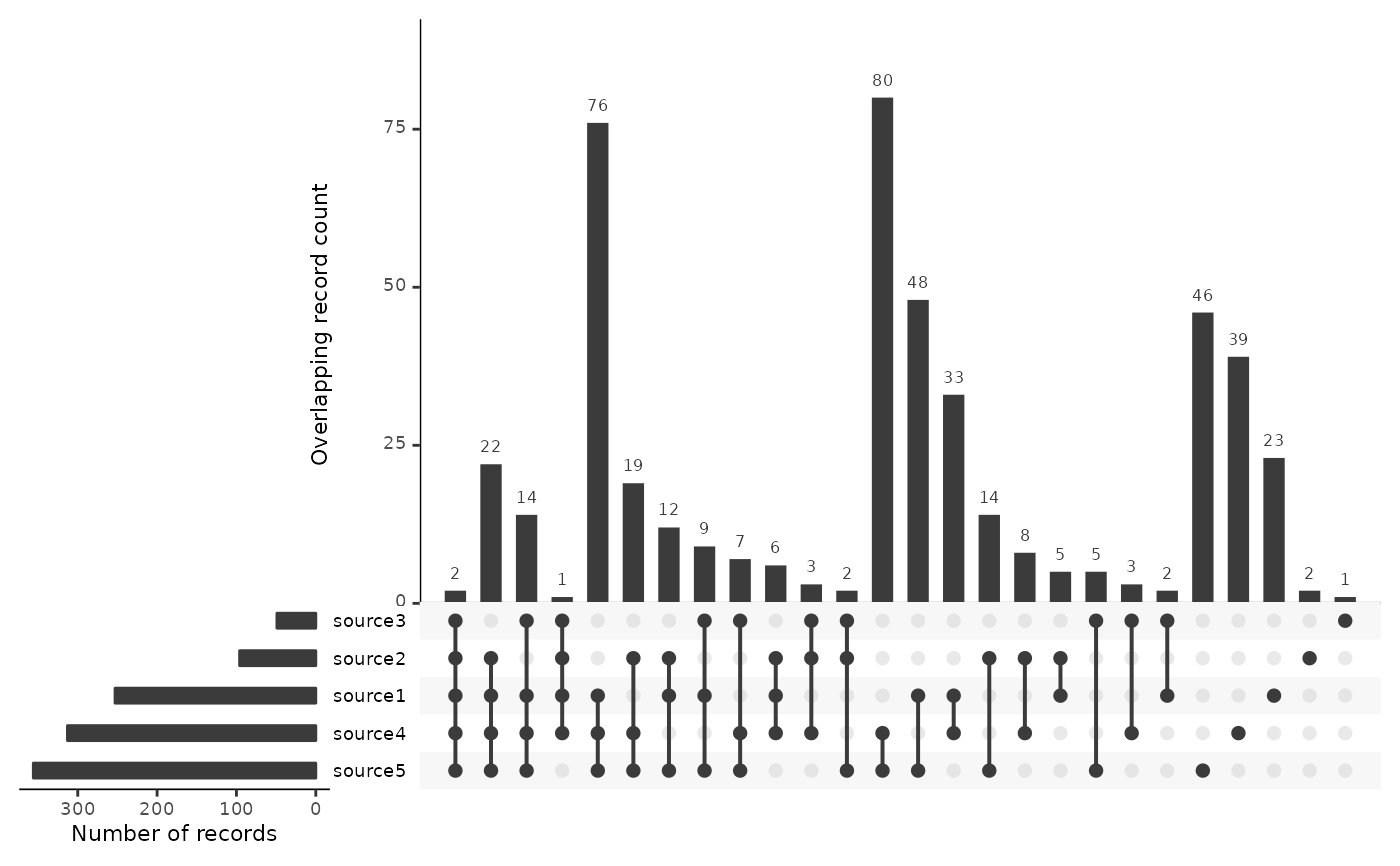 Overlapping record count
75
50
25
0
2 22 14 1 76 19 12 9 7 6 3 2 80 48 33 14 8 5 5 3 2 46 39 23 2 1
source3
source2
source1
source4
source5
300 200 100 0
Number of records